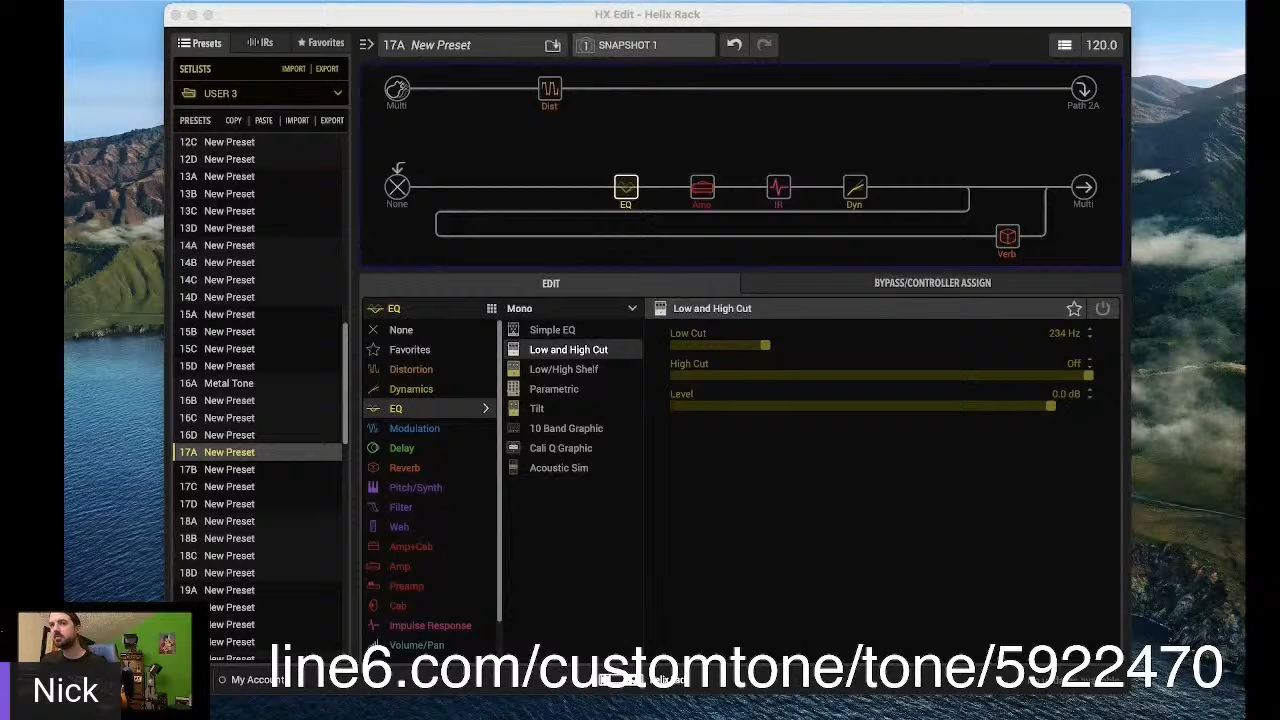 HX Edit - Helix Rack
Presets
IRs
Favorites
17A New Preset
1 SNAPSHOT 1
120.0
SETLISTS
IMPORT | EXPORT
USER 3
PRESETS
COPY | PASTE | IMPORT | EXPORT
12C New Preset
12D New Preset
13A New Preset
13B New Preset
13C New Preset
13D New Preset
14A New Preset
14B New Preset
14C New Preset
14D New Preset
15A New Preset
15B New Preset
15C New Preset
15D New Preset
16A Metal Tone
16B New Preset
16C New Preset
16D New Preset
17A New Preset
17B New Preset
17C New Preset
17D New Preset
18A New Preset
18B New Preset
18C New Preset
18D New Preset
19A New Preset
New Preset
New Preset
New Preset
New Preset
Multi
Dist
Path 2A
None
EQ
Amp
IR
Dyn
Multi
Verb
EDIT
BYPASS/CONTROLLER ASSIGN
EQ
None
Favorites
Distortion
Dynamics
EQ
Modulation
Delay
Reverb
Pitch/Synth
Filter
Wah
Amp+Cab
Amp
Preamp
Cab
Impulse Response
Volume/Pan
Mono
Simple EQ
Low and High Cut
Low/High Shelf
Parametric
Tilt
10 Band Graphic
Cali Q Graphic
Acoustic Sim
Low and High Cut
Low Cut
234 Hz
High Cut
Off
Level
0.0 dB
line6.com/customtone/tone/5922470
My Account
Nick